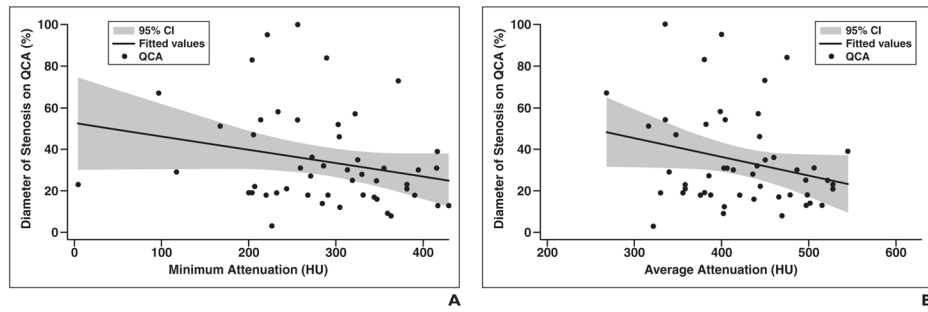 100
80
60
40
20
0
Diameter of Stenosis on QCA (%)
95% CI
Fitted values
QCA
0 100 200 300 400
Minimum Attenuation (HU)
A
100
80
60
40
20
0
Diameter of Stenosis on QCA (%)
95% CI
Fitted values
QCA
200 300 400 500 600
Average Attenuation (HU)
B